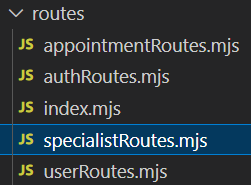 routes
JS appointmentRoutes.mjs
JS authRoutes.mjs
JS index.mjs
JS specialistRoutes.mjs
JS userRoutes.mjs